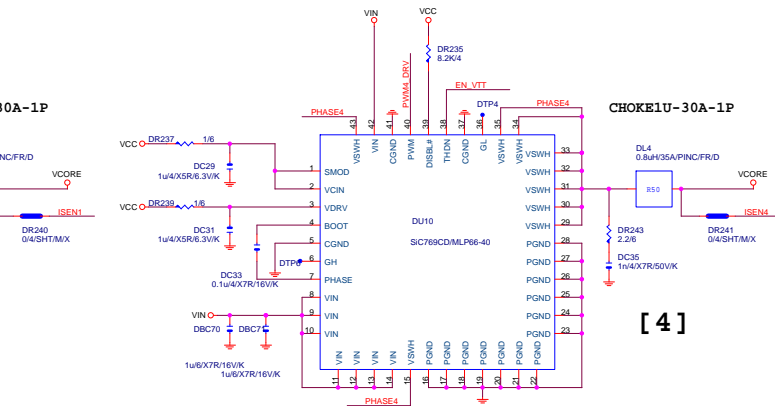 VIN
VCC
DR235
8.2K/4
PWM4_DRV
EN_VTT
PHASE4
DTP4
PHASE4
30A-1P
CHOKE1U-30A-1P
43
42
41
40
39
38
37
36
35
34
VSWH
VIN
CGND
PWM
DISBL#
THDN
CGND
GL
VSWH
VSWH
VCC
DR237
1/6
DC29
1u/4/X5R/6.3V/K
VCC
DR239
1/6
DC31
1u/4/X5R/6.3V/K
DC33
0.1u/4/X7R/16V/K
DTP6
VIN
DBC70
DBC71
1u/6/X7R/16V/K
1u/6/X7R/16V/K
1 SMOD
2 VCIN
3 VDRV
4 BOOT
5 CGND
6 GH
7 PHASE
8 VIN
9 VIN
10 VIN
DU10
SiC769CD/MLP66-40
VSWH 33
VSWH 32
VSWH 31
VSWH 30
VSWH 29
PGND 28
PGND 27
PGND 26
PGND 25
PGND 24
PGND 23
VIN
VIN
VIN
VIN
VSWH
PGND
PGND
PGND
PGND
PGND
PGND
PGND
11
12
13
14
15
16
17
18
19
20
21
22
PHASE4
INC/FR/D
VCORE
ISEN1
DR240
0/4/SHT/M/X
DL4
0.8uH/35A/PINC/FR/D
R50
VCORE
ISEN4
DR243
2.2/6
DR241
0/4/SHT/M/X
DC35
1n/4/X7R/50V/K
[4]